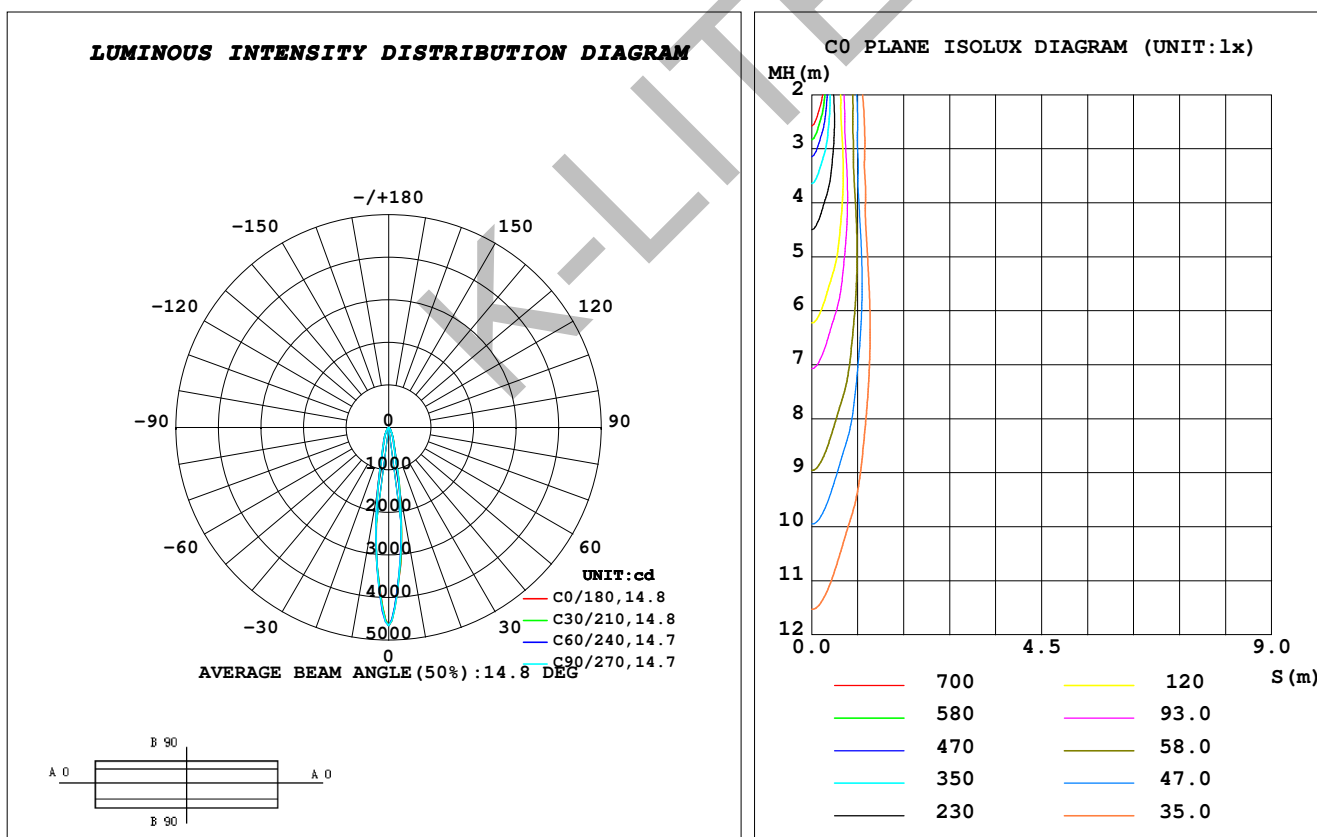 LUMINOUS INTENSITY DISTRIBUTION DIAGRAM
-/+180
-150 150
-120 120
-90 90
-60 60
-30 30
0
0
1000
2000
3000
4000
5000
UNIT:cd
C0/180,14.8
C30/210,14.8
C60/240,14.7
C90/270,14.7
AVERAGE BEAM ANGLE(50%):14.8 DEG
B 90
A 0 A 0
B 90
K-LITE
C0 PLANE ISOLUX DIAGRAM (UNIT:lx)
MH(m)
2
3
4
5
6
7
8
9
10
11
12
0.0 4.5 9.0
S(m)
700 120
580 93.0
470 58.0
350 47.0
230 35.0